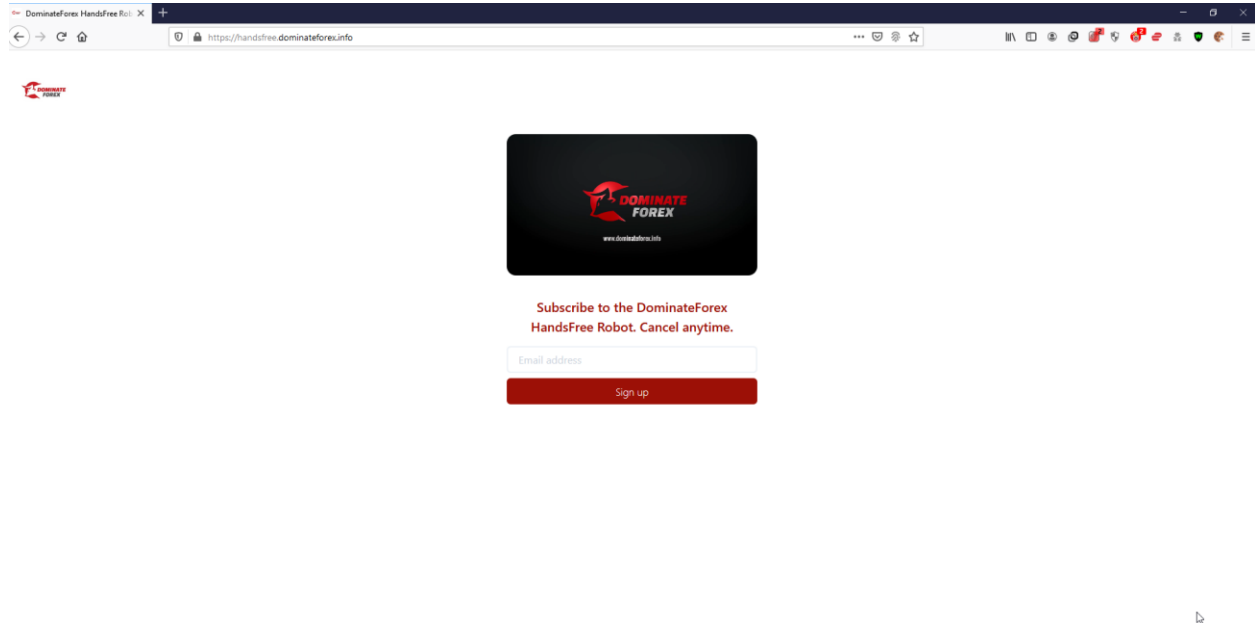 DominateForex HandsFree Rob
https://handsfree.dominateforex.info
DOMINATE
FOREX
DOMINATE
FOREX
www.dominateforex.info
Subscribe to the DominateForex
HandsFree Robot. Cancel anytime.
Email address
Sign up